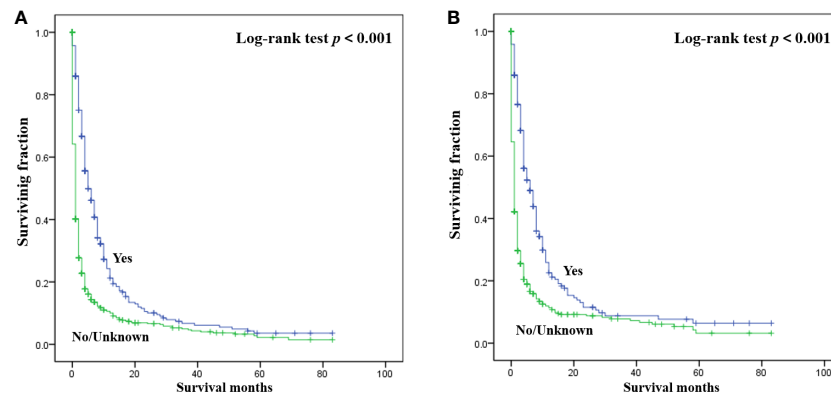 A
Log-rank test p < 0.001
Survivinig fraction
1.0
0.8
0.6
0.4
0.2
0.0
Yes
No/Unknown
0 20 40 60 80 100
Survival months
B
Log-rank test p < 0.001
Survivinig fraction
1.0
0.8
0.6
0.4
0.2
0.0
Yes
No/Unknown
0 20 40 60 80 100
Survival months